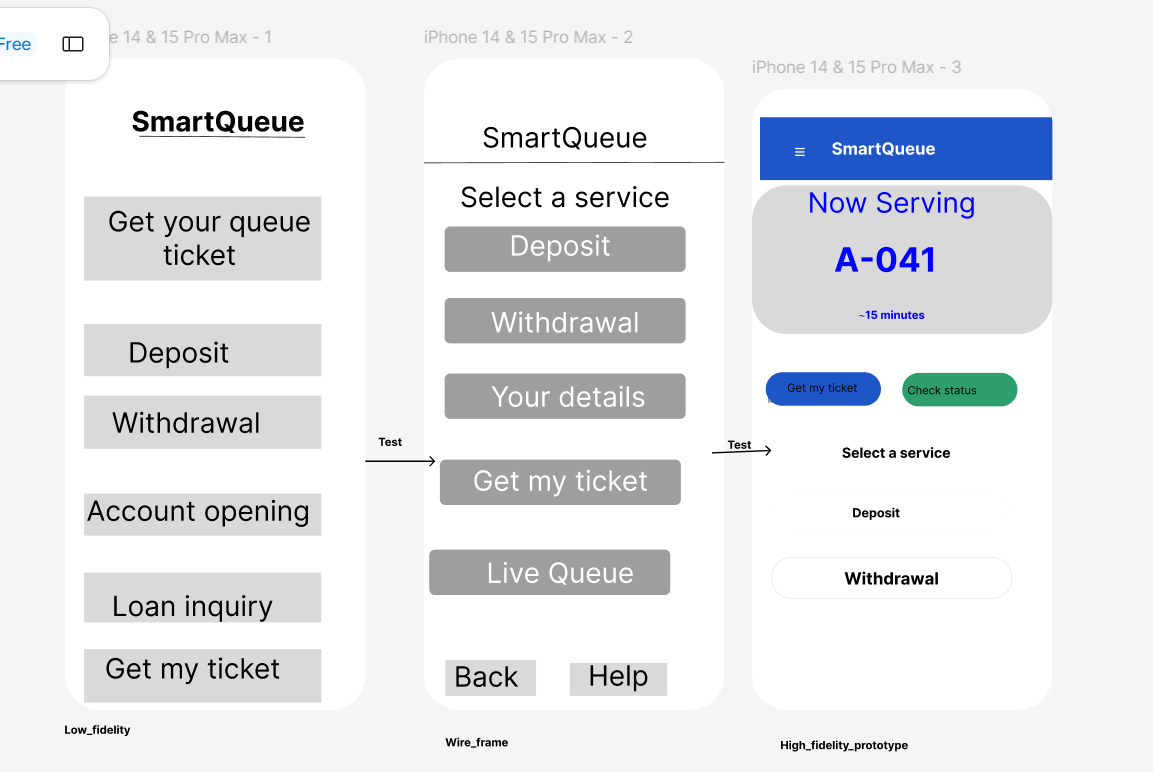 Free
e 14 & 15 Pro Max - 1
SmartQueue
Get your queue
ticket
Deposit
Withdrawal
Account opening
Loan inquiry
Get my ticket
Low_fidelity
Test
iPhone 14 & 15 Pro Max - 2
SmartQueue
Select a service
Deposit
Withdrawal
Your details
Get my ticket
Live Queue
Back
Help
Wire_frame
Test
iPhone 14 & 15 Pro Max - 3
SmartQueue
Now Serving
A-041
~15 minutes
Get my ticket
Check status
Select a service
Deposit
Withdrawal
High_fidelity_prototype